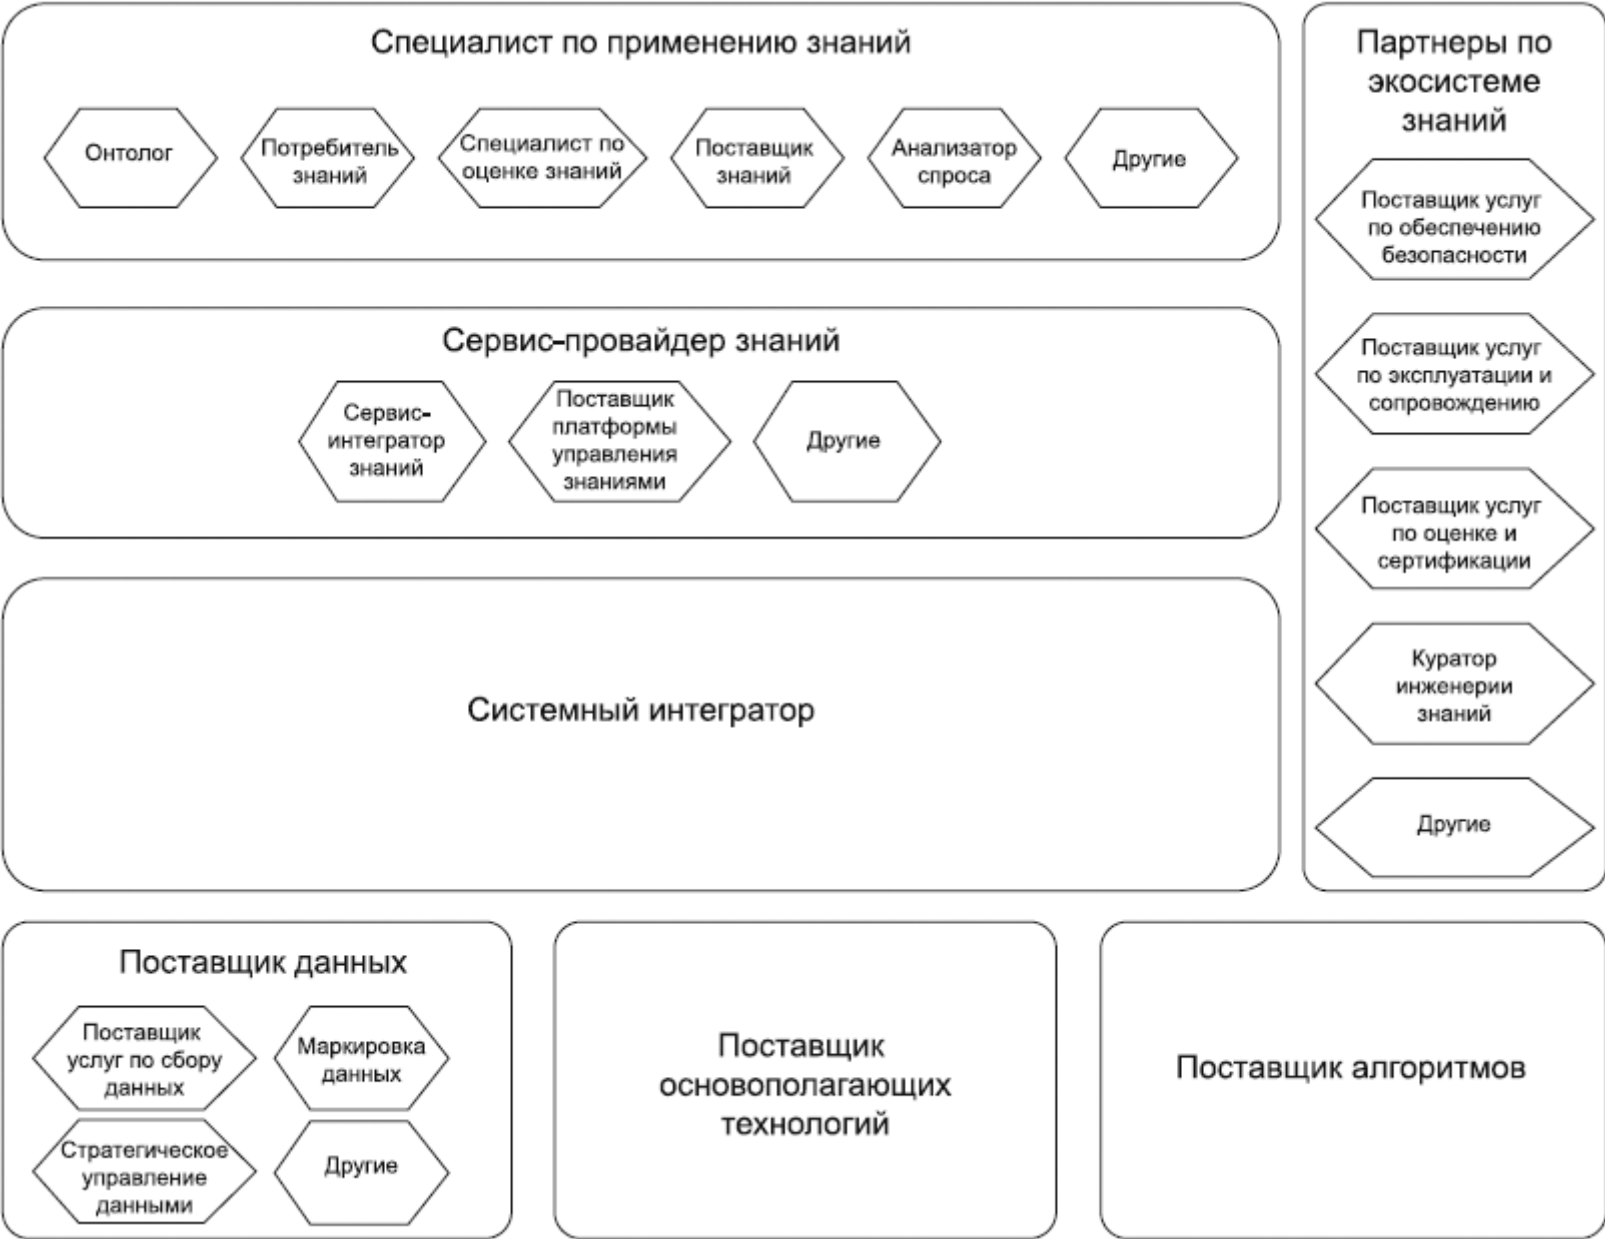 Специалист по применению знаний
Онтолог
Потребитель
знаний
Специалист по
оценке знаний
Поставщик
знаний
Анализатор
спроса
Другие
Сервис-провайдер знаний
Сервис-
интегратор
знаний
Поставщик
платформы
управления
знаниями
Другие
Системный интегратор
Партнеры по
экосистеме
знаний
Поставщик услуг
по обеспечению
безопасности
Поставщик услуг
по эксплуатации и
сопровождению
Поставщик услуг
по оценке и
сертификации
Куратор
инженерии
знаний
Другие
Поставщик данных
Поставщик
услуг по сбору
данных
Маркировка
данных
Стратегическое
управление
данными
Другие
Поставщик
основополагающих
технологий
Поставщик алгоритмов